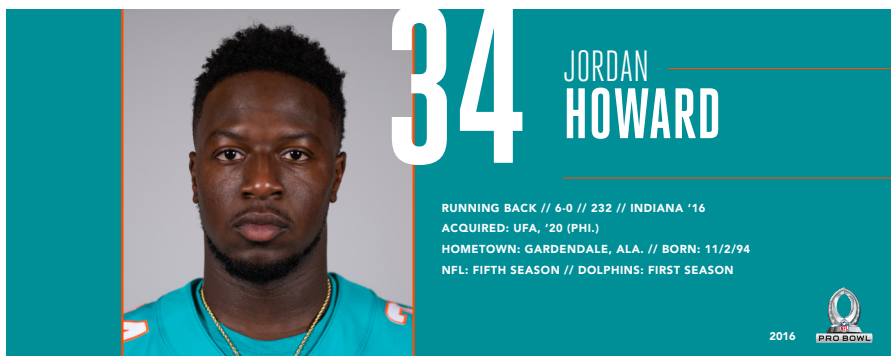 34
JORDAN
HOWARD
RUNNING BACK // 6-0 // 232 // INDIANA ‘16
ACQUIRED: UFA, ‘20 (PHI.)
HOMETOWN: GARDENDALE, ALA. // BORN: 11/2/94
NFL: FIFTH SEASON // DOLPHINS: FIRST SEASON
2016
NFL
PRO BOWL